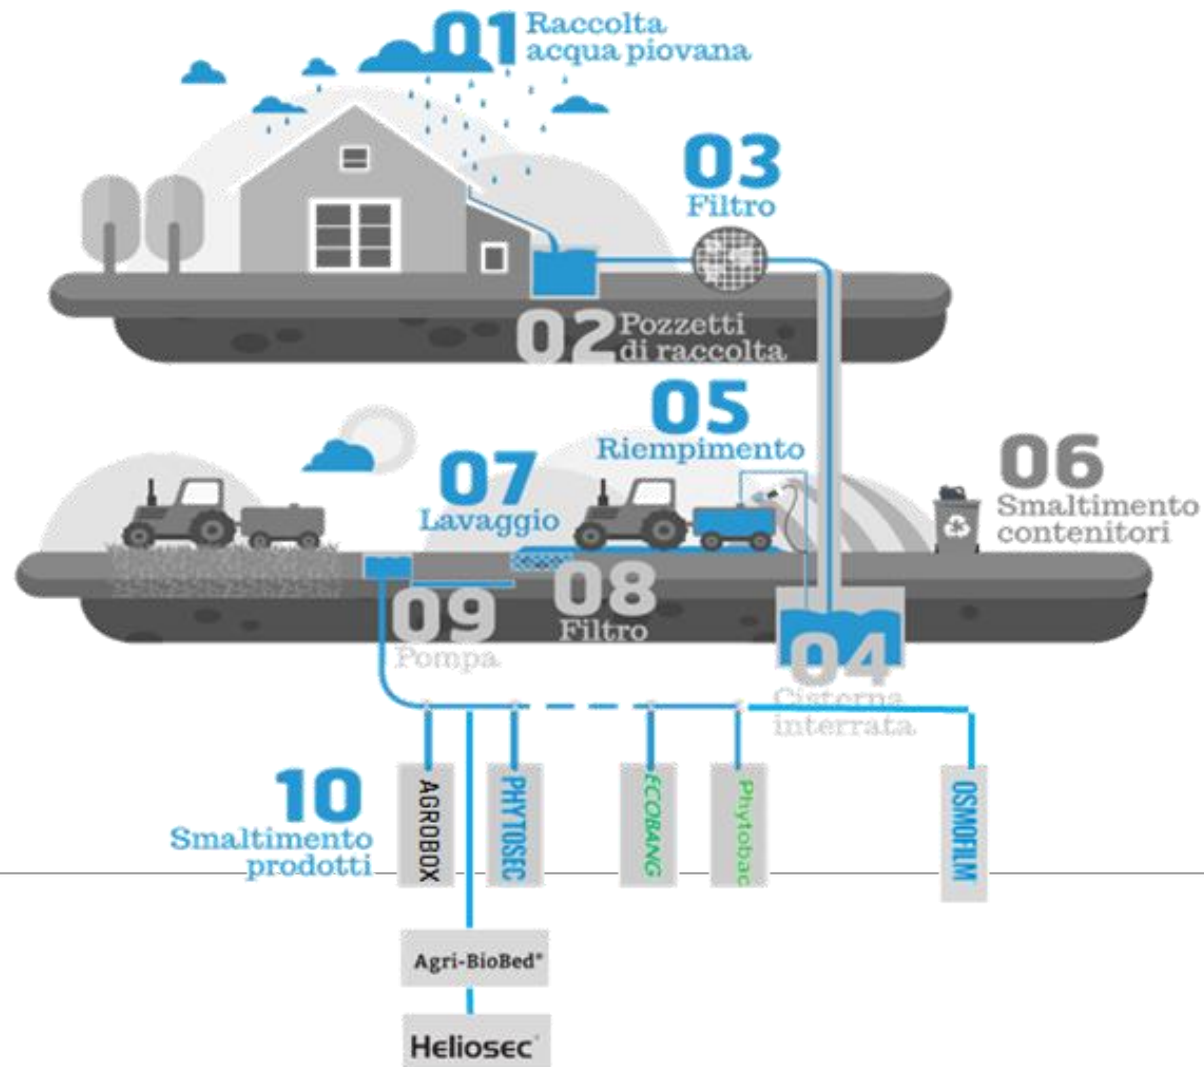 01 Raccolta
acqua piovana
03
Filtro
02 Pozzetti
di raccolta
05
Riempimento
06
Smaltimento
contenitori
07
Lavaggio
08
Filtro
09
Pompa
04
Cisterna
interrata
10
Smaltimento
prodotti
AGROBOX
PHYTOSEC
ECOBANG
Phytobac
OSMOFILM
Agri-BioBed®
Heliosec®